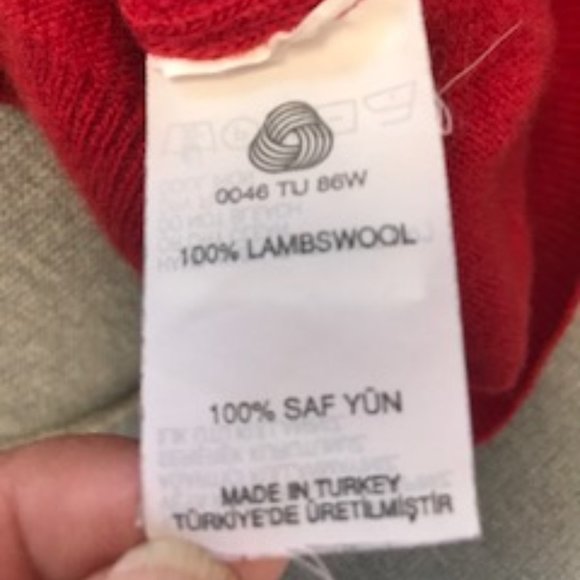 0046 TU 86W
100% LAMBSWOOL
100% SAF YÜN
MADE IN TURKEY
TÜRKİYE'DE ÜRETİLMİŞTİR